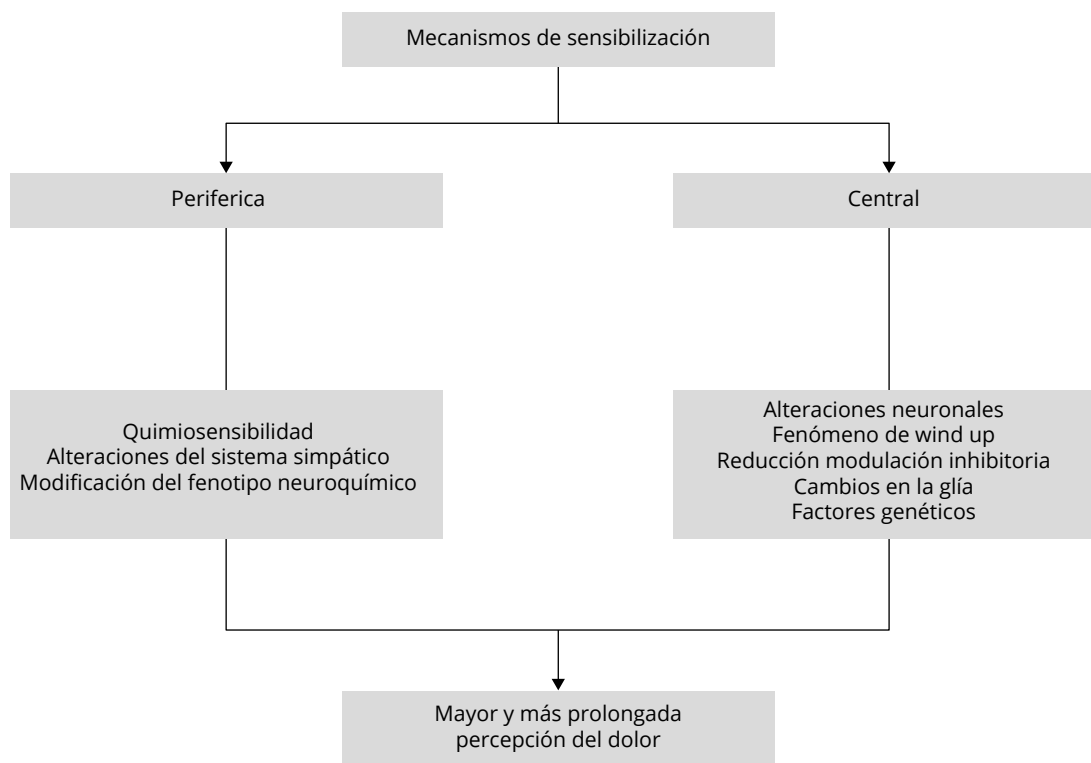 Mecanismos de sensibilización
Periferica
Central
Quimiosensibilidad
Alteraciones del sistema simpático
Modificación del fenotipo neuroquímico
Alteraciones neuronales
Fenómeno de wind up
Reducción modulación inhibitoria
Cambios en la glía
Factores genéticos
Mayor y más prolongada
percepción del dolor